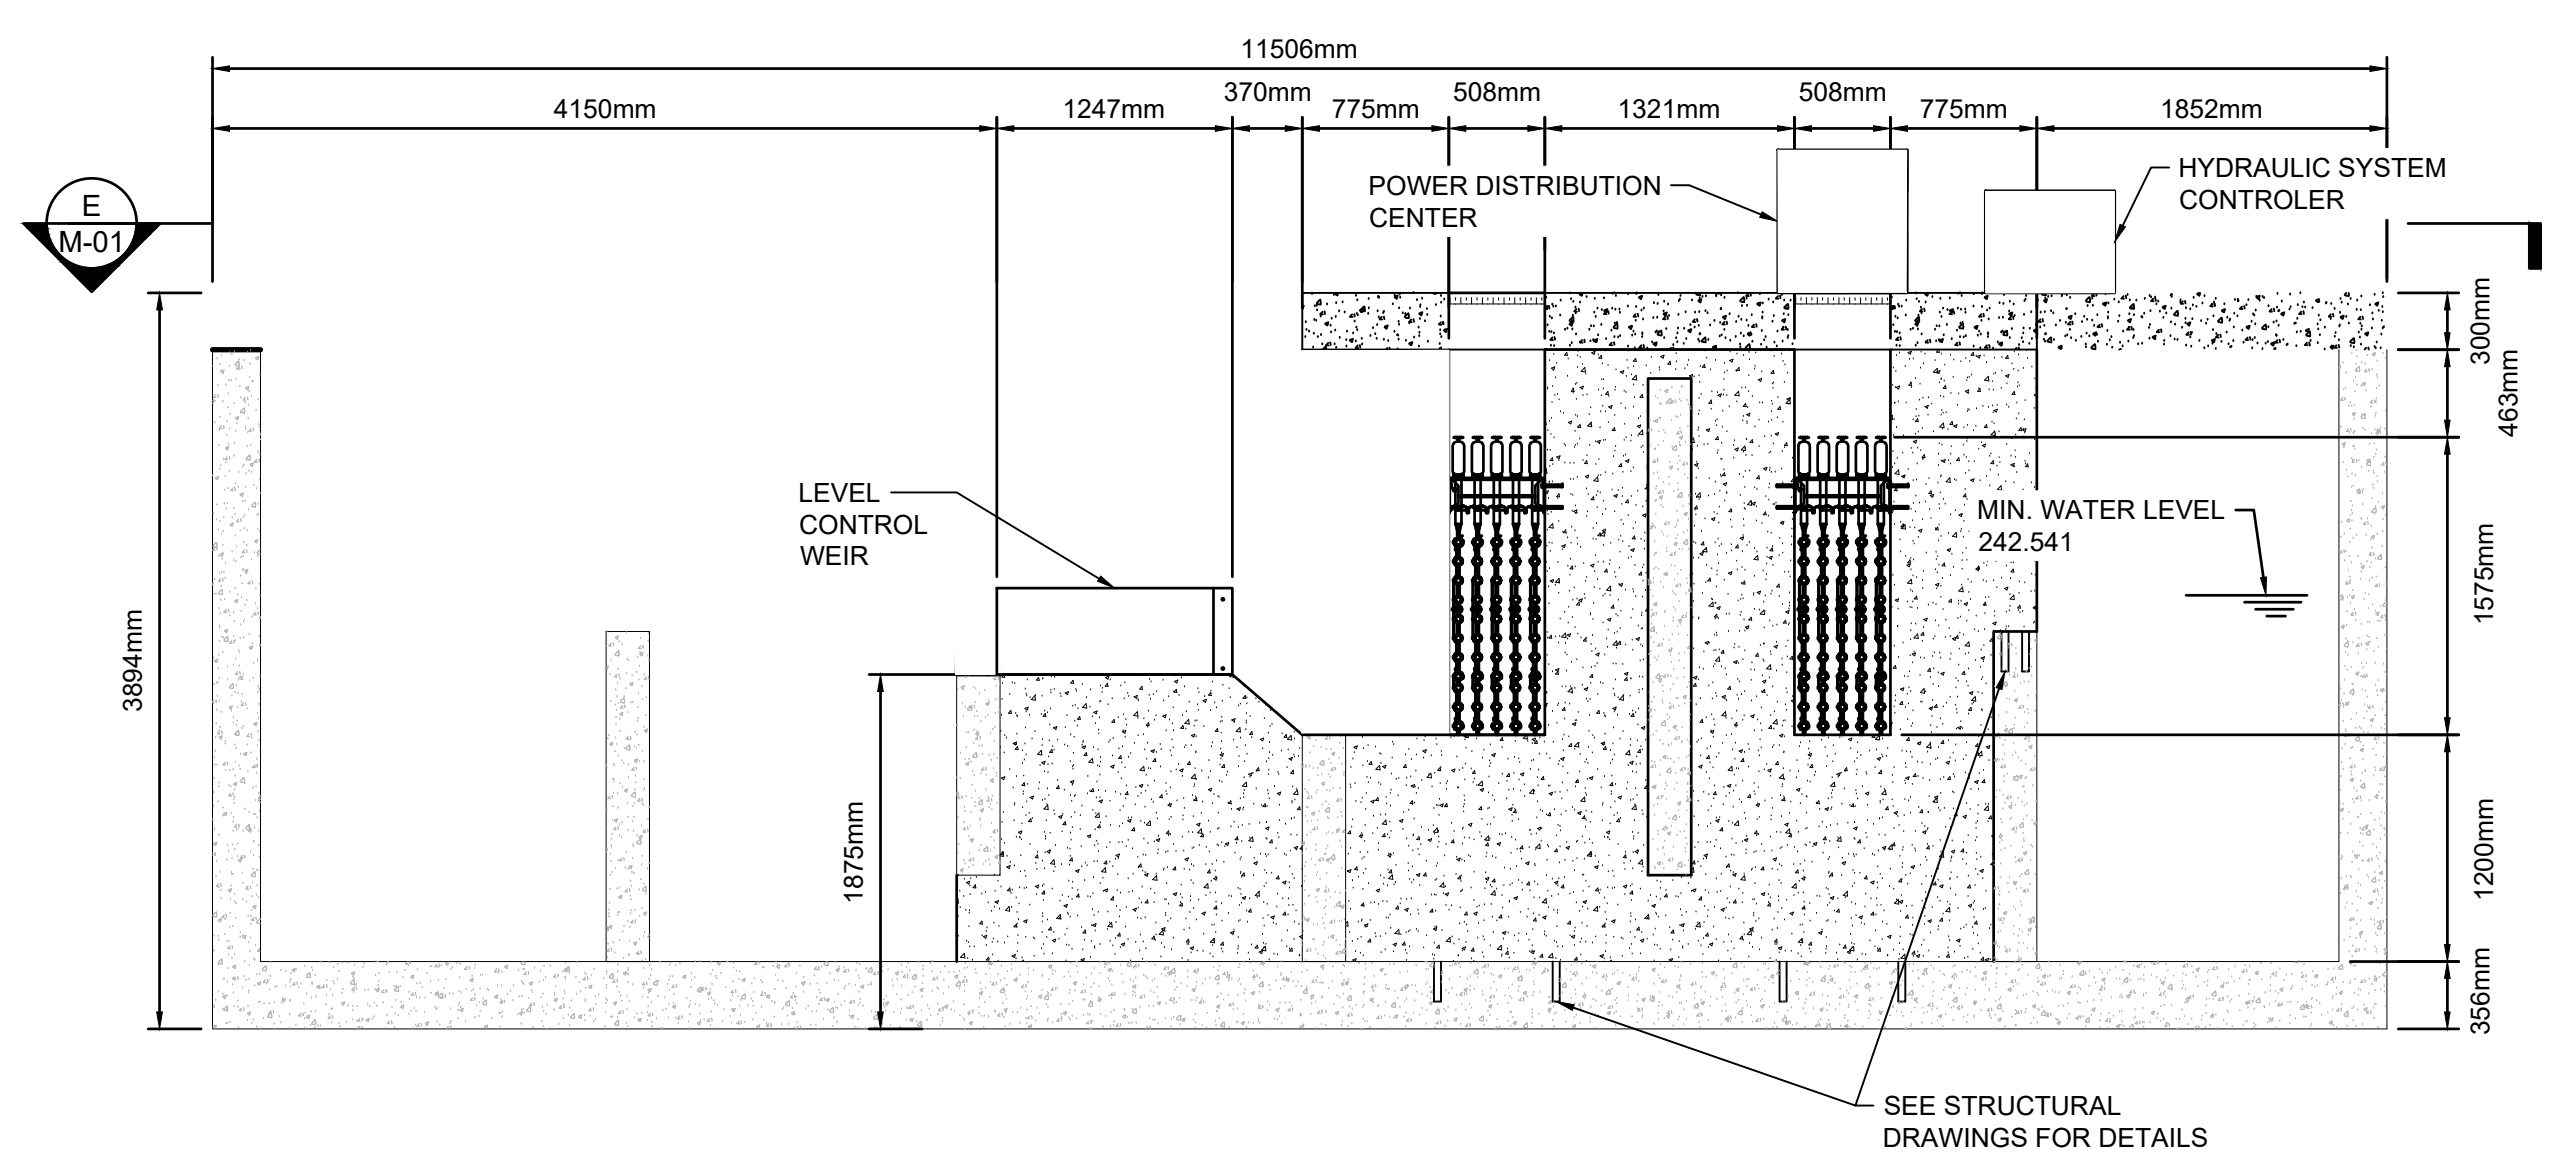 11506mm
4150mm
1247mm
370mm
775mm
508mm
1321mm
508mm
775mm
1852mm
E
M-01
POWER DISTRIBUTION
CENTER
HYDRAULIC SYSTEM
CONTROLER
300mm
463mm
LEVEL
CONTROL
WEIR
MIN. WATER LEVEL
242.541
1575mm
3894mm
1875mm
1200mm
356mm
SEE STRUCTURAL
DRAWINGS FOR DETAILS